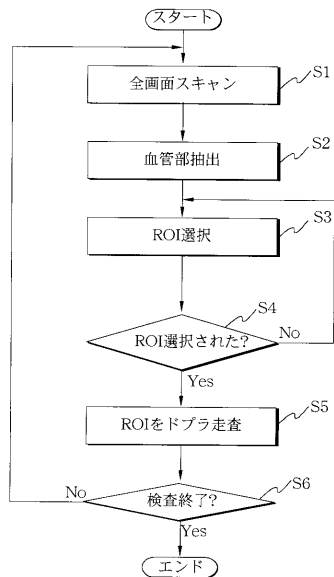 スタート
全画面スキャン
S1
血管部抽出
S2
ROI選択
S3
ROI選択された?
S4
No
Yes
ROIをドプラ走査
S5
検査終了?
S6
No
Yes
エンド